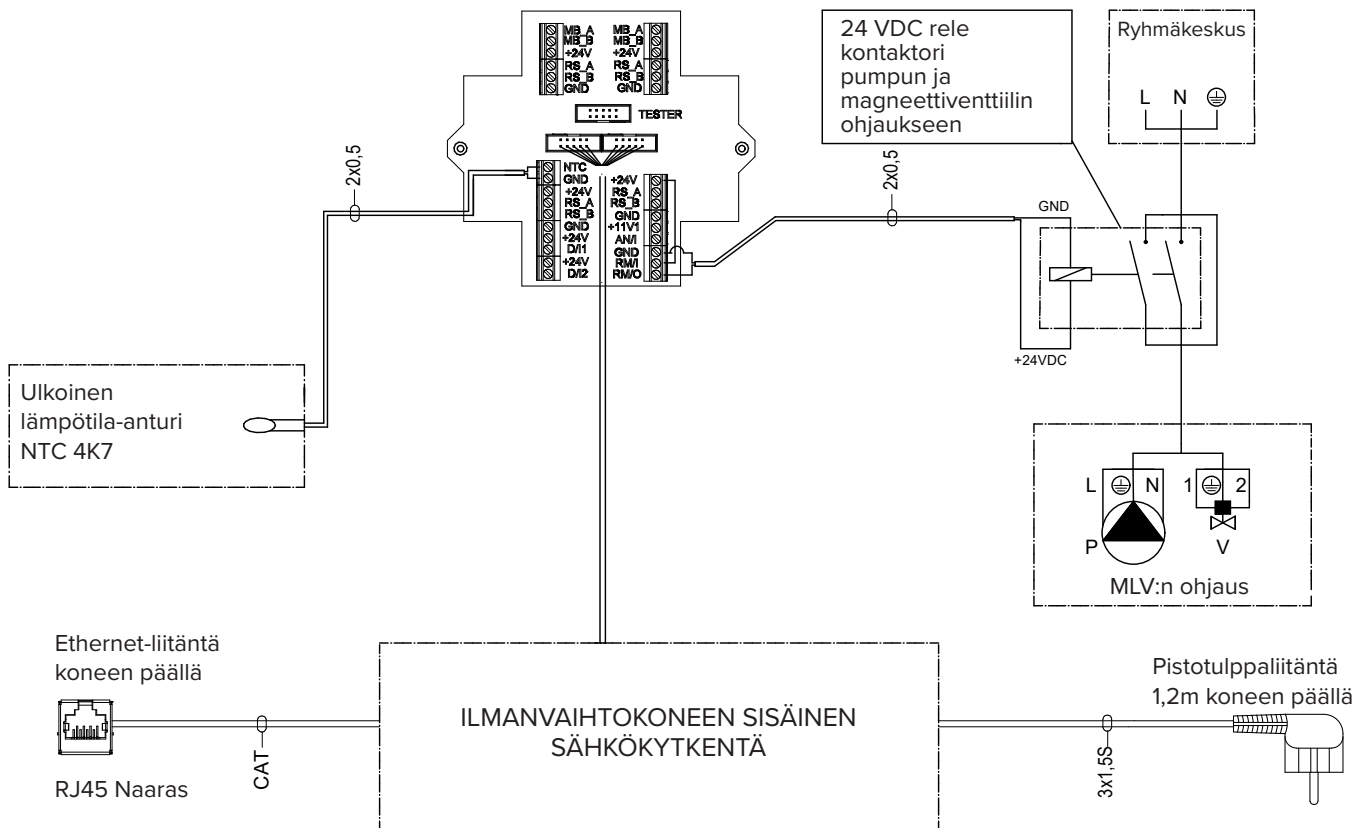 MB_A
MB_B
+24V
RS_A
RS_B
GND
MB_A
MB_B
+24V
RS_A
RS_B
GND
TESTER
NTC
GND
+24V
RS_A
RS_B
GND
+24V
D/I1
+24V
D/I2
+24V
RS_A
RS_B
GND
+11V1
AN/I
GND
RM/I
RM/O
2x0,5
2x0,5
24 VDC rele
kontaktori
pumpun ja
magneettiventtiilin
ohjaukseen
Ryhmäkeskus
L N
GND
+24VDC
Ulkoinen
lämpötila-anturi
NTC 4K7
L N 1 2
P V
MLV:n ohjaus
Ethernet-liitäntä
koneen päällä
RJ45 Naaras
CAT
ILMANVAIHTOKONEEN SISÄINEN
SÄHKÖKYTKENTÄ
3x1,5S
Pistotulppaliitäntä
1,2m koneen päällä